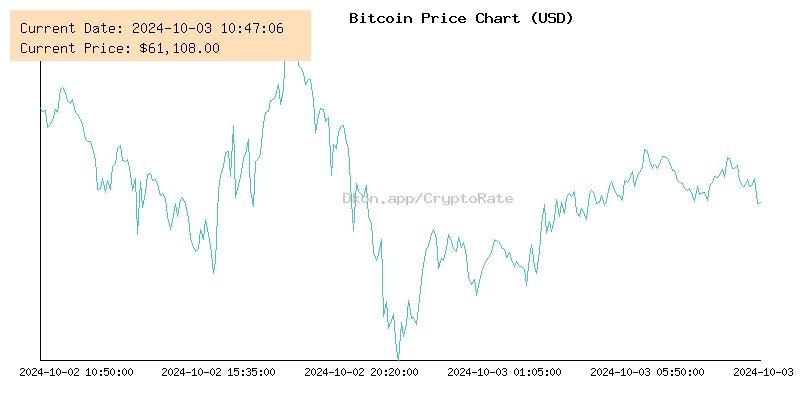 Bitcoin Price Chart (USD)
Current Date: 2024-10-03 10:47:06
Current Price: $61,108.00
Dkcn.app/CryptoRate
2024-10-02 10:50:00 2024-10-02 15:35:00 2024-10-02 20:20:00 2024-10-03 01:05:00 2024-10-03 05:50:00 2024-10-03